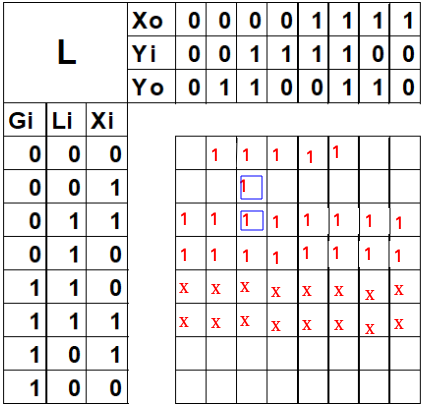 L
Xo 0 0 0 0 1 1 1 1
Yi 0 0 1 1 1 1 0 0
Yo 0 1 1 0 0 1 1 0
Gi Li Xi
0 0 0 1 1 1 1 1
0 0 1 1
0 1 1 1 1 1 1 1 1 1 1
0 1 0 1 1 1 1 1 1 1 1
1 1 0 x x x x x x x x
1 1 1 x x x x x x x x
1 0 1
1 0 0